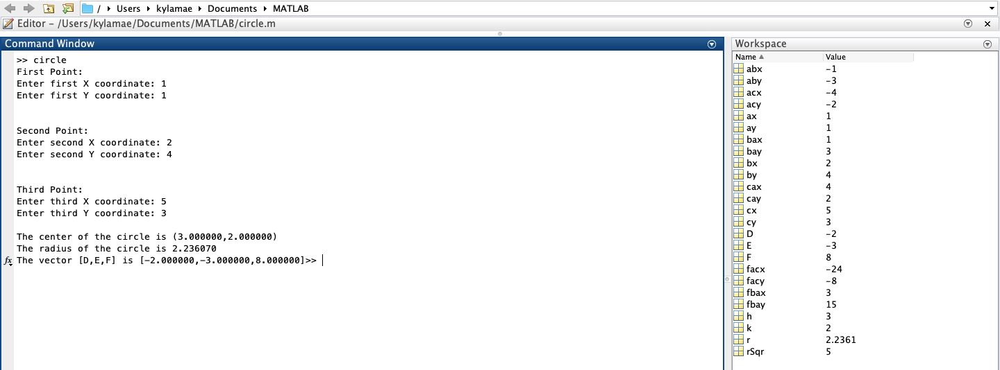 / ▸ Users ▸ kylamae ▸ Documents ▸ MATLAB
Editor - /Users/kylamae/Documents/MATLAB/circle.m
Command Window
>> circle
First Point:
Enter first X coordinate: 1
Enter first Y coordinate: 1
Second Point:
Enter second X coordinate: 2
Enter second Y coordinate: 4
Third Point:
Enter third X coordinate: 5
Enter third Y coordinate: 3
The center of the circle is (3.000000,2.000000)
The radius of the circle is 2.236070
fx The vector [D,E,F] is [-2.000000,-3.000000,8.000000]>>
Workspace
Name Value
abx -1
aby -3
acx -4
acy -2
ax 1
ay 1
bax 1
bay 3
bx 2
by 4
cax 4
cay 2
cx 5
cy 3
D -2
E -3
F 8
facx -24
facy -8
fbax 3
fbay 15
h 3
k 2
r 2.2361
rSqr 5